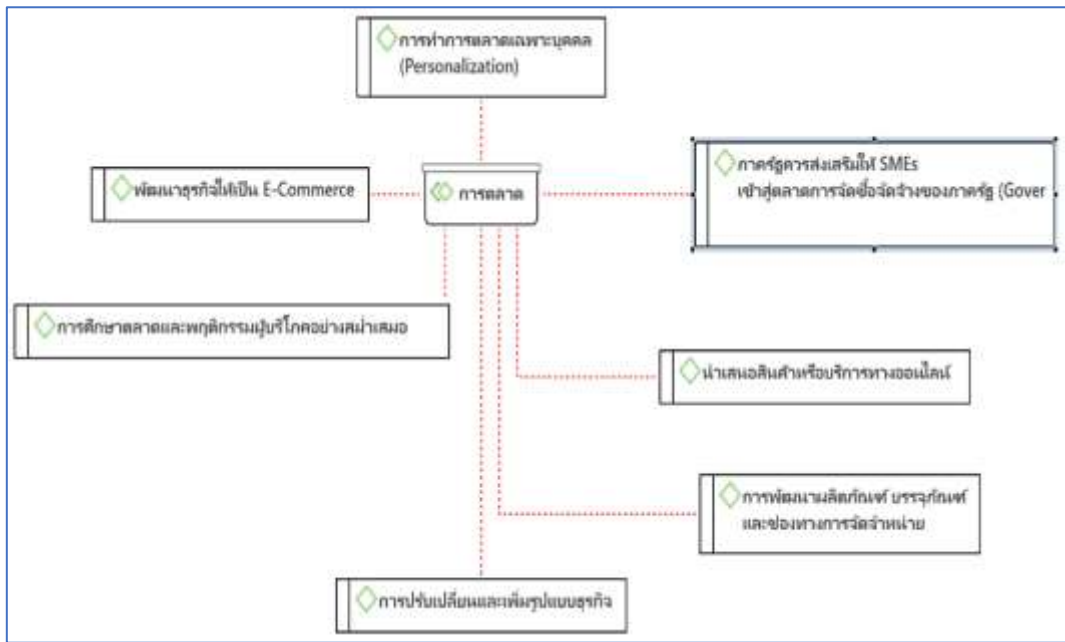 การทำการตลาดเฉพาะบุคคล
(Personalization)
ภาครัฐควรส่งเสริมให้ SMEs
เข้าสู่ตลาดการจัดซื้อจัดจ้างของภาครัฐ (Gover
พัฒนาธุรกิจให้เป็น E-Commerce
การตลาด
การศึกษาตลาดและพฤติกรรมผู้บริโภคอย่างสม่ำเสมอ
นำเสนอสินค้าหรือบริการทางออนไลน์
การพัฒนาผลิตภัณฑ์ บรรจุภัณฑ์
และช่องทางการจัดจำหน่าย
การปรับเปลี่ยนและเพิ่มรูปแบบธุรกิจ